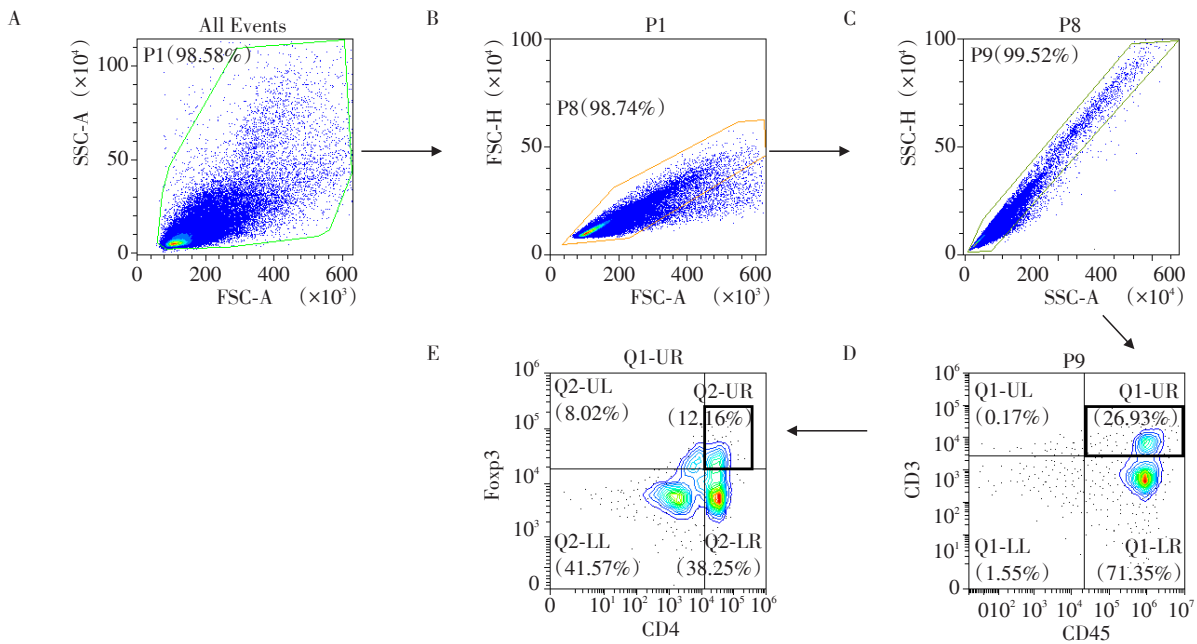 A
All Events
P1(98.58%)
SSC-A (×10⁴)
100
50
0
0 200 400 600
FSC-A (×10³)
B
P1
P8(98.74%)
FSC-H (×10⁴)
100
50
0
0 200 400 600
FSC-A (×10³)
C
P8
P9(99.52%)
SSC-H (×10⁴)
100
50
0
0 200 400 600
SSC-A (×10⁴)
E
Q1-UR
Q2-UL
(8.02%)
Q2-UR
(12.16%)
Q2-LL
(41.57%)
Q2-LR
(38.25%)
Foxp3
10⁶
10⁵
10⁴
10³
0
0 10¹ 10² 10³ 10⁴ 10⁵ 10⁶
CD4
D
P9
Q1-UL
(0.17%)
Q1-UR
(26.93%)
Q1-LL
(1.55%)
Q1-LR
(71.35%)
CD3
10⁶
10⁵
10⁴
10³
10²
10¹
0
010² 10³ 10⁴ 10⁵ 10⁶ 10⁷
CD45